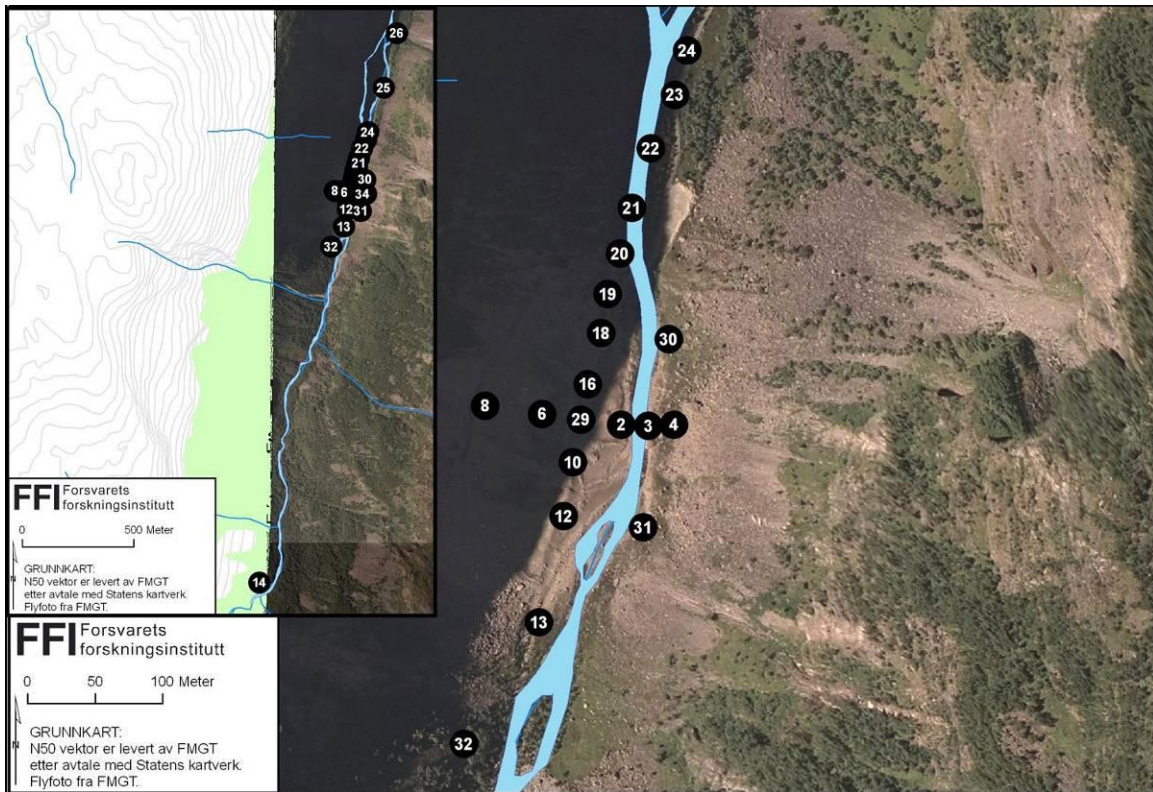 26
25
24
22
21
30
8
6
34
12
31
13
32
14
FFI Forsvarets
forskningsinstitutt
0 500 Meter
N
GRUNNKART:
N50 vektor er levert av FMGT
etter avtale med Statens kartverk.
Flyfoto fra FMGT.
24
23
22
21
20
19
18
30
16
8
6
29
2
3
4
10
12
31
13
32
FFI Forsvarets
forskningsinstitutt
0 50 100 Meter
N
GRUNNKART:
N50 vektor er levert av FMGT
etter avtale med Statens kartverk.
Flyfoto fra FMGT.